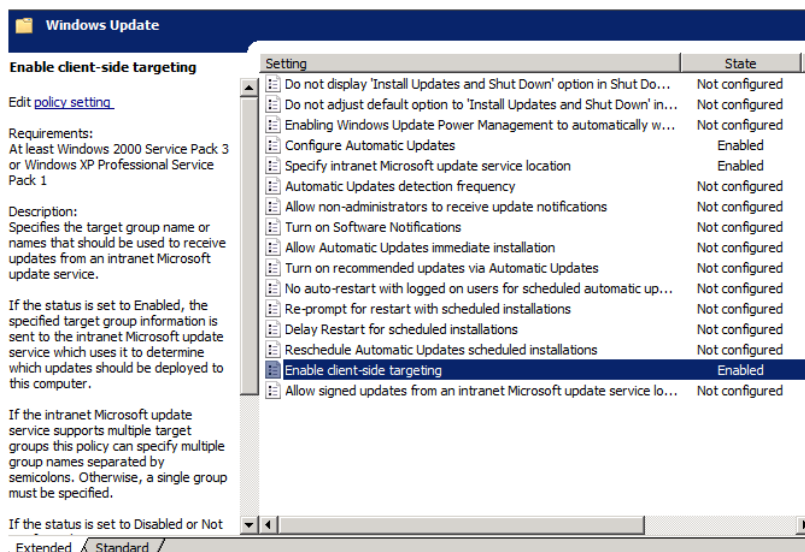 Windows Update
Enable client-side targeting
Edit policy setting
Requirements:
At least Windows 2000 Service Pack 3
or Windows XP Professional Service
Pack 1
Description:
Specifies the target group name or
names that should be used to receive
updates from an intranet Microsoft
update service.
If the status is set to Enabled, the
specified target group information is
sent to the intranet Microsoft update
service which uses it to determine
which updates should be deployed to
this computer.
If the intranet Microsoft update
service supports multiple target
groups this policy can specify multiple
group names separated by
semicolons. Otherwise, a single group
must be specified.
If the status is set to Disabled or Not
Setting State
Do not display 'Install Updates and Shut Down' option in Shut Do... Not configured
Do not adjust default option to 'Install Updates and Shut Down' in... Not configured
Enabling Windows Update Power Management to automatically w... Not configured
Configure Automatic Updates Enabled
Specify intranet Microsoft update service location Enabled
Automatic Updates detection frequency Not configured
Allow non-administrators to receive update notifications Not configured
Turn on Software Notifications Not configured
Allow Automatic Updates immediate installation Not configured
Turn on recommended updates via Automatic Updates Not configured
No auto-restart with logged on users for scheduled automatic up... Not configured
Re-prompt for restart with scheduled installations Not configured
Delay Restart for scheduled installations Not configured
Reschedule Automatic Updates scheduled installations Not configured
Enable client-side targeting Enabled
Allow signed updates from an intranet Microsoft update service lo... Not configured
Extended Standard